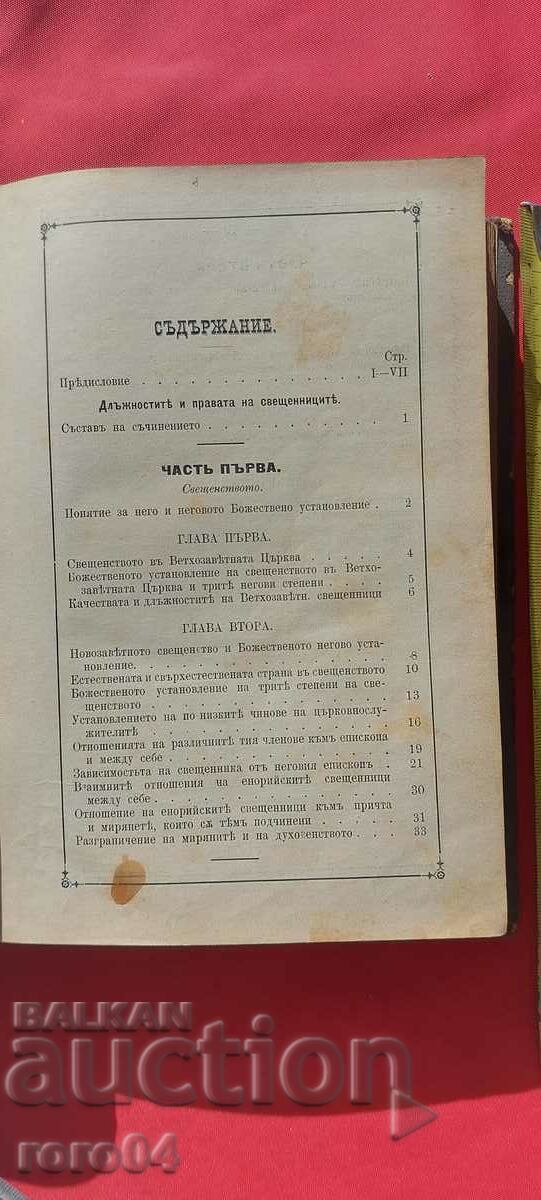 СЪДЪРЖАНИЕ.
Стр.
Прѣдисловие . . . . . . . . . . . . . . I—VII
Длъжноститѣ и правата на свещенницитѣ.
Съставъ на съчинението . . . . . . . . . . . 1
ЧАСТЬ ПЪРВА.
Свещенството.
Понятие за него и неговото Божествено установление . 2
ГЛАВА ПЪРВА.
Свещенството въ Ветхозавѣтната Църква . . . . . 4
Божественото установление на свещенството въ Ветхо-
завѣтната Църква и тритѣ негови степени . . . . 5
Качествата и длъжноститѣ на Ветхозавѣтн. свещенници 6
ГЛАВА ВТОРА.
Новозавѣтното свещенство и Божественото негово уста-
новление. . . . . . . . . . . . . . . 8
Естествената и свърхестествената страна въ свещенството 10
Божественото установление на тритѣ степени на све-
щенството . . . . . . . . . . . . . . 13
Установлението на по низкитѣ чинове на църковнослу-
жителитѣ . . . . . . . . . . . . . . 16
Отношенията на различнитѣ тия членове къмъ епископа
и между себе . . . . . . . . . . . . . 19
Зависимостьта на свещенника отъ неговия епископъ . 21
Взаимнитѣ отношения на енорийскитѣ свещенници
между себе . . . . . . . . . . . . . . 30
Отношение на енорийскитѣ свещенници къмъ причта
и мирянетѣ, които сѫ тѣмъ подчинени . . . . 31
Разграничение на мирянитѣ и на духовенството . . . 33
BALKAN
auction
roro04